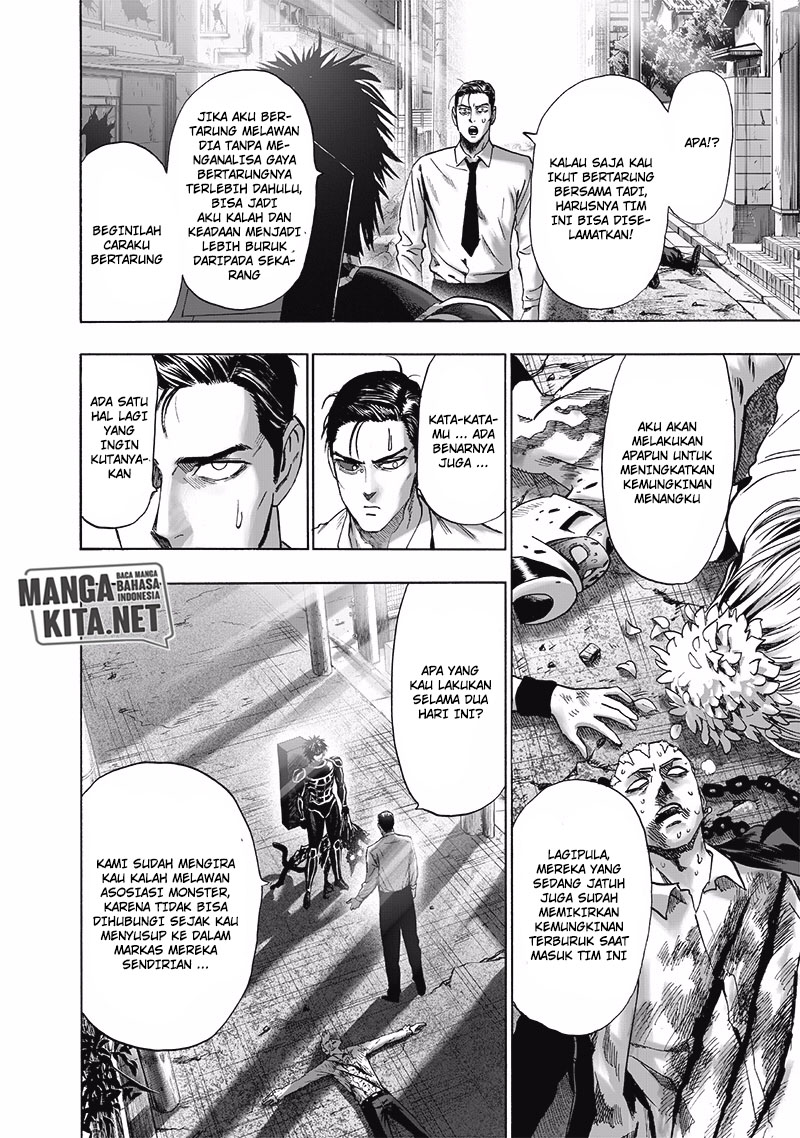 APA!?
KALAU SAJA KAU
IKUT BERTARUNG
BERSAMA TADI,
HARUSNYA TIM
INI BISA DISE-
LAMATKAN!
JIKA AKU BER-
TARUNG MELAWAN
DIA TANPA ME-
NGANALISA GAYA
BERTARUNGNYA
TERLEBIH DAHULU,
BISA JADI
AKU KALAH DAN
KEADAAN MENJADI
LEBIH BURUK
DARIPADA SEKA-
RANG
BEGINILAH
CARAKU
BERTARUNG
AKU AKAN
MELAKUKAN
APAPUN UNTUK
MENINGKATKAN
KEMUNGKINAN
MENANGKU
LAGIPULA,
MEREKA YANG
SEDANG JATUH
JUGA SUDAH
MEMIKIRKAN
KEMUNGKINAN
TERBURUK SAAT
MASUK TIM INI
KATA-KATA-
MU ... ADA
BENARNYA
JUGA ...
ADA SATU
HAL LAGI
YANG
INGIN
KUTANYA-
KAN
APA YANG
KAU LAKUKAN
SELAMA DUA
HARI INI?
KAMI SUDAH MENGIRA
KAU KALAH MELAWAN
ASOSIASI MONSTER,
KARENA TIDAK BISA
DIHUBUNGI SEJAK KAU
MENYUSUP KE DALAM
MARKAS MEREKA
SENDIRIAN ...
MANGA
BACA MANGA
BAHASA
INDONESIA
KITA.NET